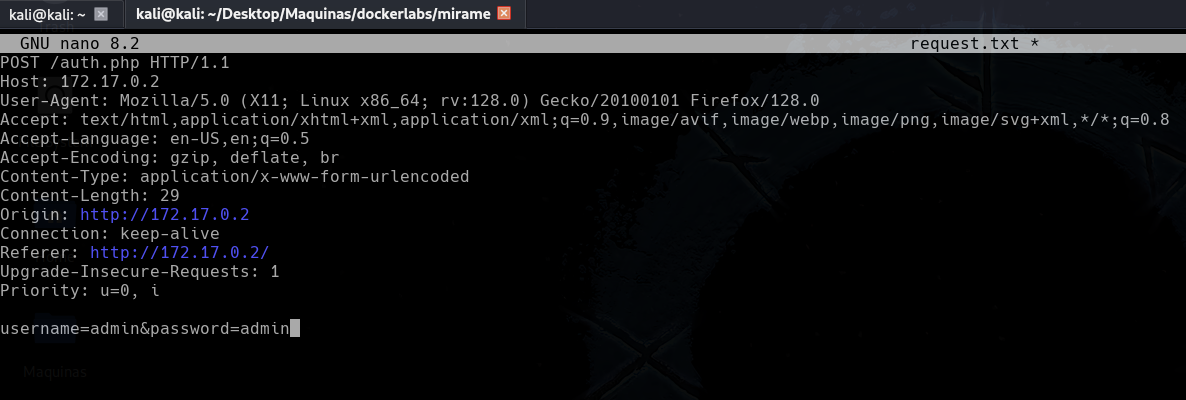 kali@kali: ~
kali@kali: ~/Desktop/Maquinas/dockerlabs/mirame
GNU nano 8.2 request.txt *
POST /auth.php HTTP/1.1
Host: 172.17.0.2
User-Agent: Mozilla/5.0 (X11; Linux x86_64; rv:128.0) Gecko/20100101 Firefox/128.0
Accept: text/html,application/xhtml+xml,application/xml;q=0.9,image/avif,image/webp,image/png,image/svg+xml,*/*;q=0.8
Accept-Language: en-US,en;q=0.5
Accept-Encoding: gzip, deflate, br
Content-Type: application/x-www-form-urlencoded
Content-Length: 29
Origin: http://172.17.0.2
Connection: keep-alive
Referer: http://172.17.0.2/
Upgrade-Insecure-Requests: 1
Priority: u=0, i
username=admin&password=admin
Maquinas